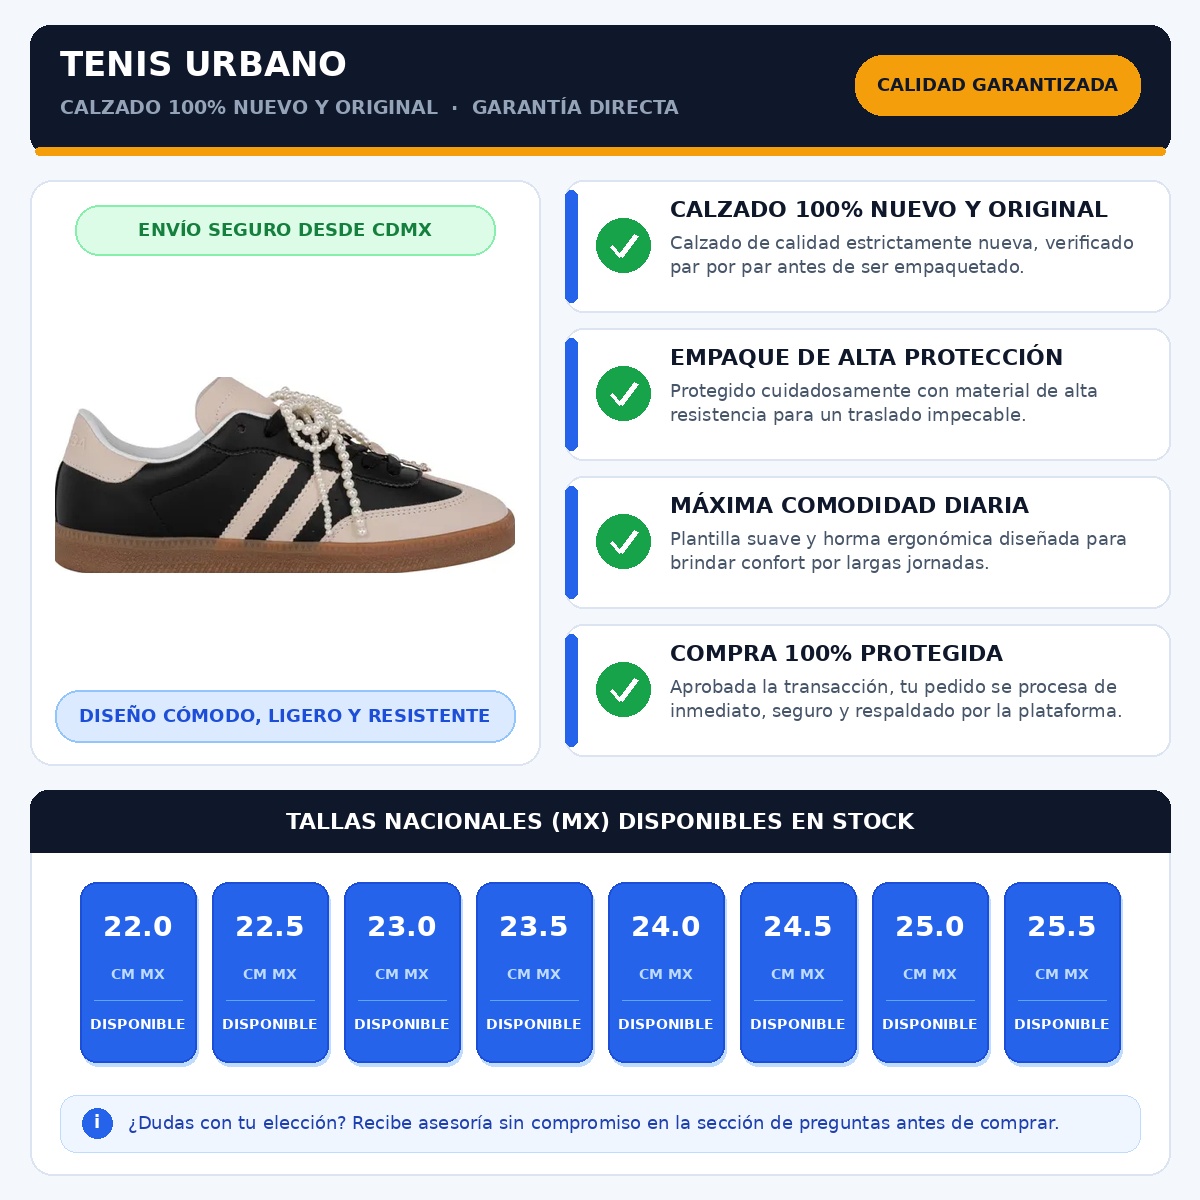 TENIS URBANO
CALZADO 100% NUEVO Y ORIGINAL · GARANTÍA DIRECTA
CALIDAD GARANTIZADA
ENVÍO SEGURO DESDE CDMX
DISEÑO CÓMODO, LIGERO Y RESISTENTE
CALZADO 100% NUEVO Y ORIGINAL
Calzado de calidad estrictamente nueva, verificado
par por par antes de ser empaquetado.
EMPAQUE DE ALTA PROTECCIÓN
Protegido cuidadosamente con material de alta
resistencia para un traslado impecable.
MÁXIMA COMODIDAD DIARIA
Plantilla suave y horma ergonómica diseñada para
brindar confort por largas jornadas.
COMPRA 100% PROTEGIDA
Aprobada la transacción, tu pedido se procesa de
inmediato, seguro y respaldado por la plataforma.
TALLAS NACIONALES (MX) DISPONIBLES EN STOCK
22.0 22.5 23.0 23.5 24.0 24.5 25.0 25.5
CM MX CM MX CM MX CM MX CM MX CM MX CM MX CM MX
DISPONIBLE DISPONIBLE DISPONIBLE DISPONIBLE DISPONIBLE DISPONIBLE DISPONIBLE DISPONIBLE
i ¿Dudas con tu elección? Recibe asesoría sin compromiso en la sección de preguntas antes de comprar.